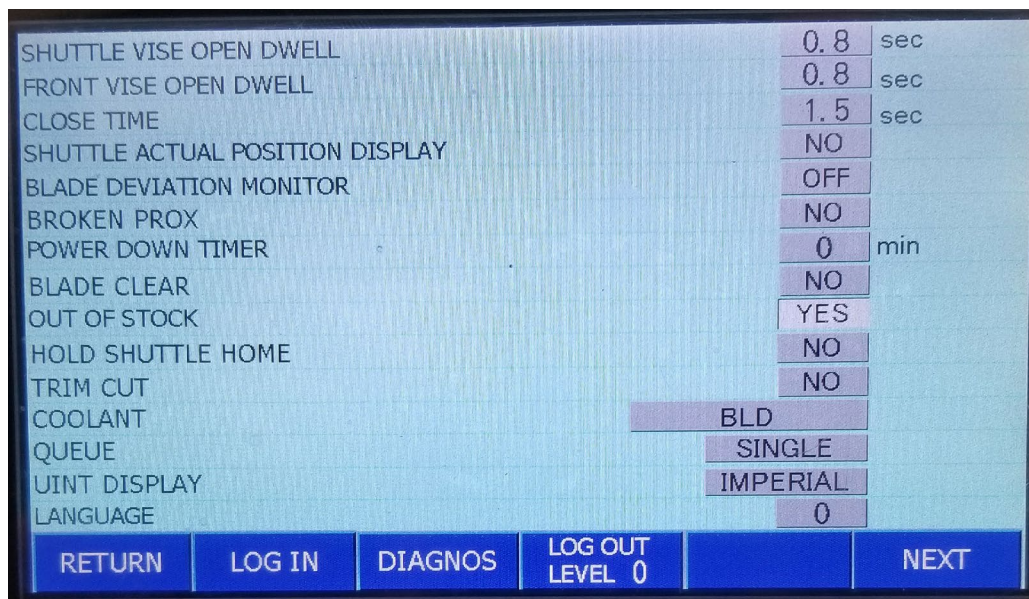 SHUTTLE VISE OPEN DWELL 0.8 sec
FRONT VISE OPEN DWELL 0.8 sec
CLOSE TIME 1.5 sec
SHUTTLE ACTUAL POSITION DISPLAY NO
BLADE DEVIATION MONITOR OFF
BROKEN PROX NO
POWER DOWN TIMER 0 min
BLADE CLEAR NO
OUT OF STOCK YES
HOLD SHUTTLE HOME NO
TRIM CUT NO
COOLANT BLD
QUEUE SINGLE
UINT DISPLAY IMPERIAL
LANGUAGE 0
RETURN LOG IN DIAGNOS LOG OUT LEVEL 0 NEXT